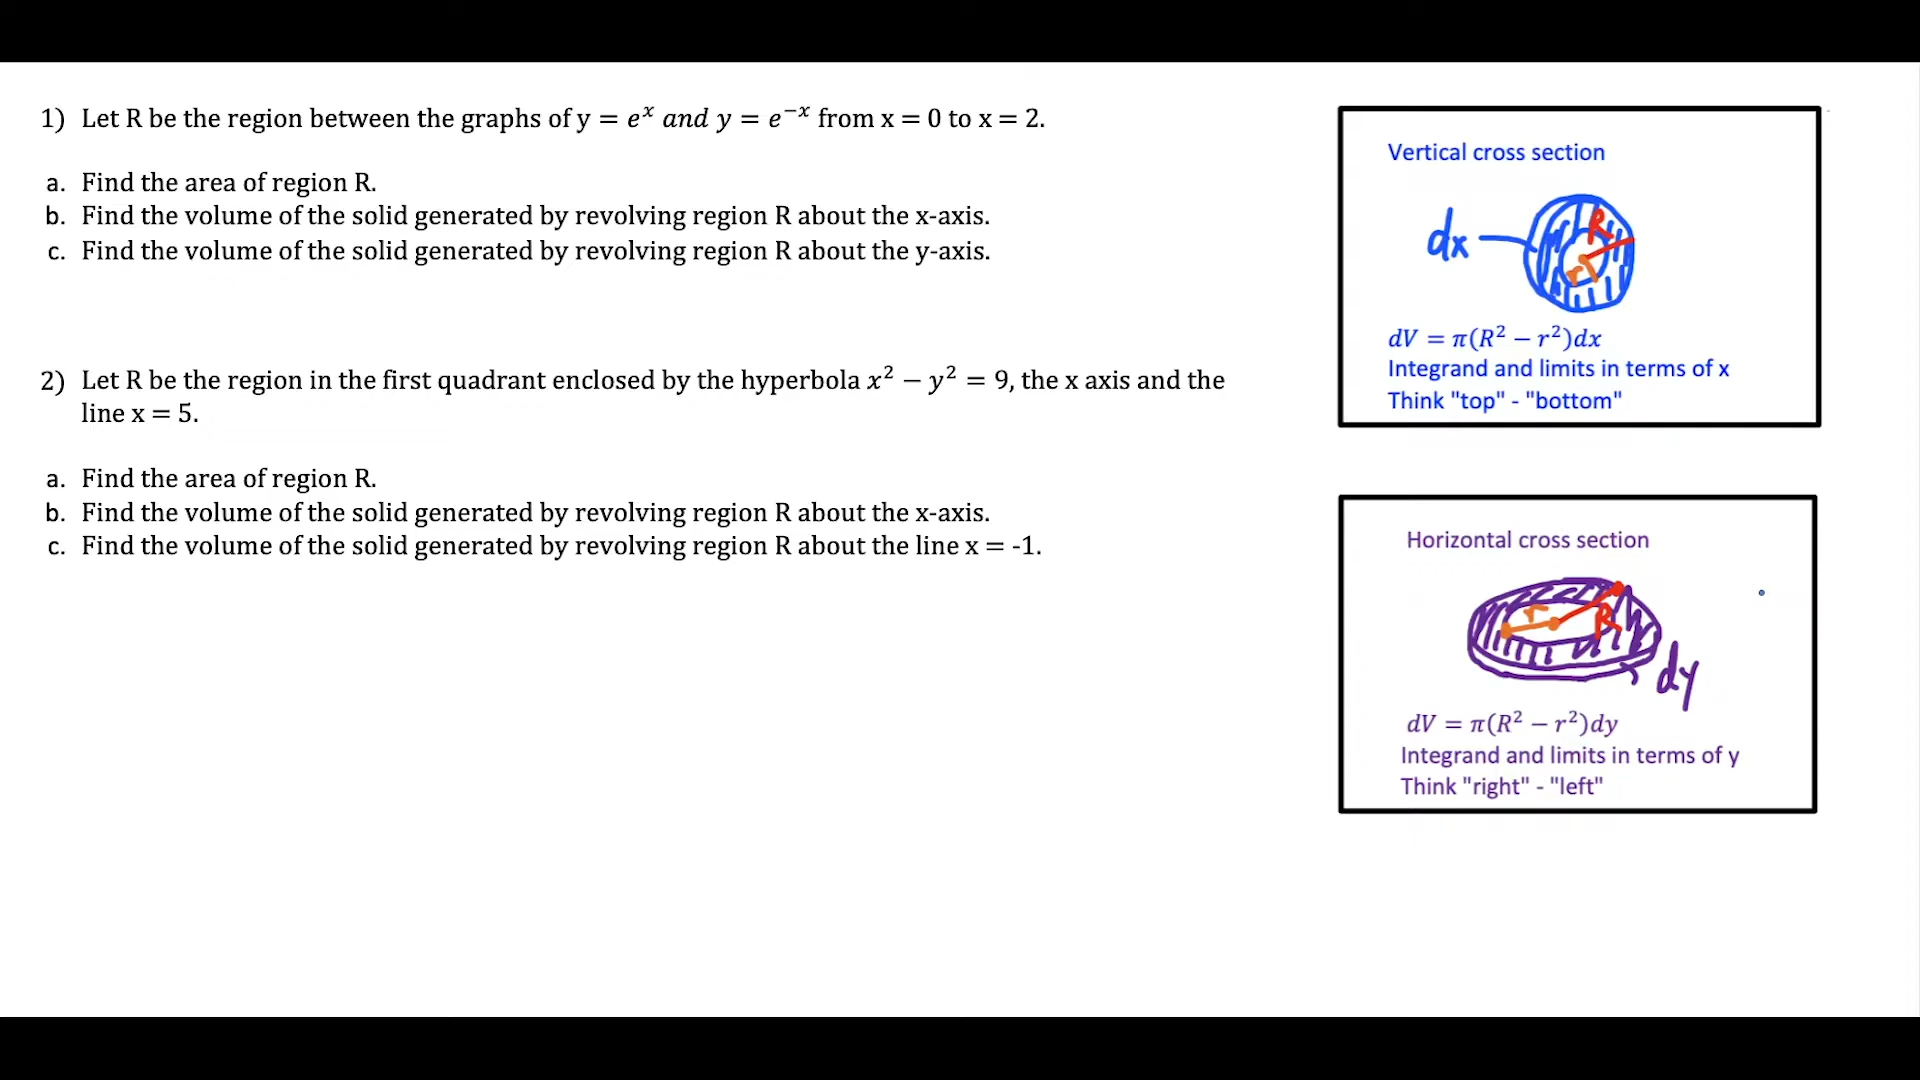 1) Let R be the region between the graphs of y = eˣ and y = e⁻ˣ from x = 0 to x = 2.
a. Find the area of region R.
b. Find the volume of the solid generated by revolving region R about the x-axis.
c. Find the volume of the solid generated by revolving region R about the y-axis.
2) Let R be the region in the first quadrant enclosed by the hyperbola x² − y² = 9, the x axis and the
line x = 5.
a. Find the area of region R.
b. Find the volume of the solid generated by revolving region R about the x-axis.
c. Find the volume of the solid generated by revolving region R about the line x = -1.
Vertical cross section
dx
R
r
dV = π(R² − r²)dx
Integrand and limits in terms of x
Think "top" - "bottom"
Horizontal cross section
r
R
dy
dV = π(R² − r²)dy
Integrand and limits in terms of y
Think "right" - "left"